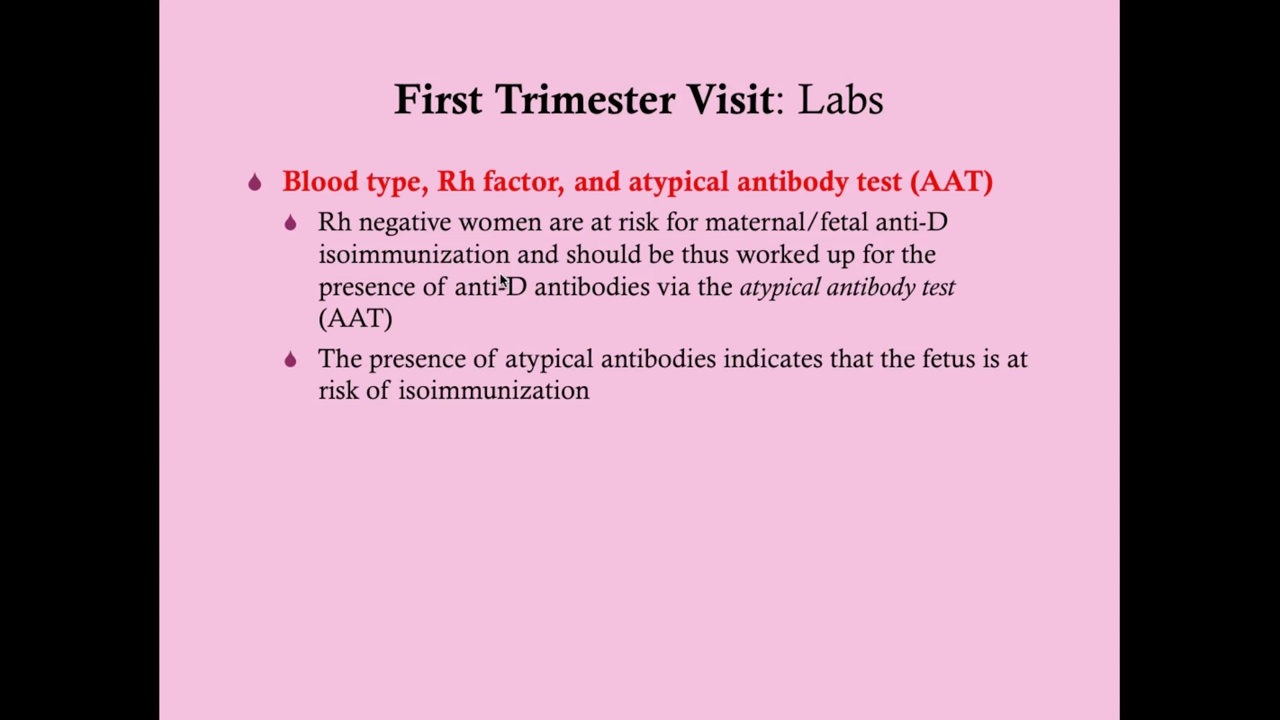 First Trimester Visit: Labs
Blood type, Rh factor, and atypical antibody test (AAT)
Rh negative women are at risk for maternal/fetal anti-D
isoimmunization and should be thus worked up for the
presence of anti-D antibodies via the atypical antibody test
(AAT)
The presence of atypical antibodies indicates that the fetus is at
risk of isoimmunization